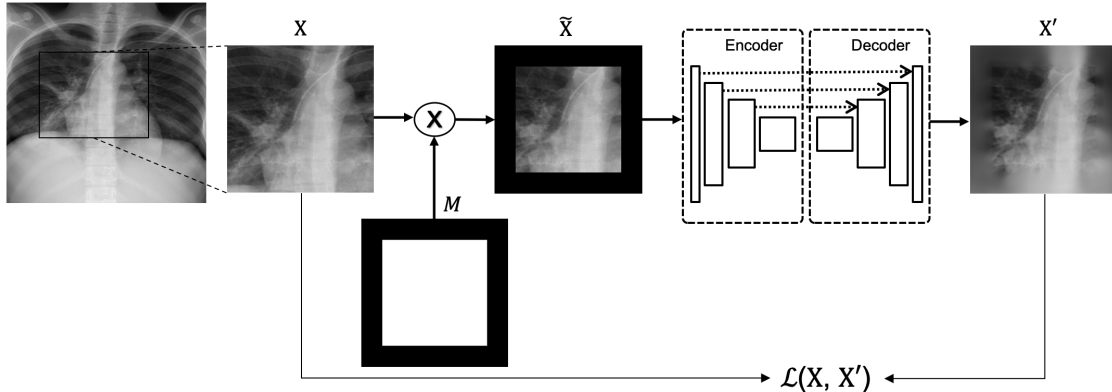 X
X̃
Encoder
Decoder
X′
X
M
ℒ(X, X′)